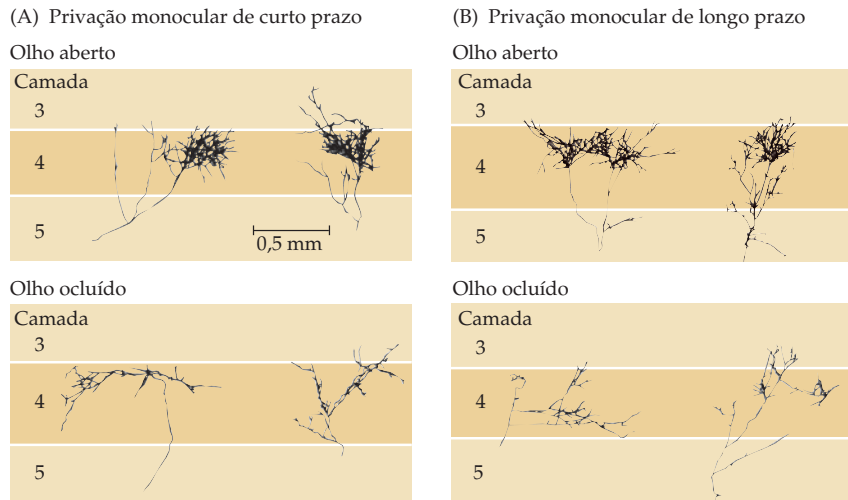 (A) Privação monocular de curto prazo
Olho aberto
Camada
3
4
5
0,5 mm
Olho ocluído
Camada
3
4
5
(B) Privação monocular de longo prazo
Olho aberto
Camada
3
4
5
Olho ocluído
Camada
3
4
5